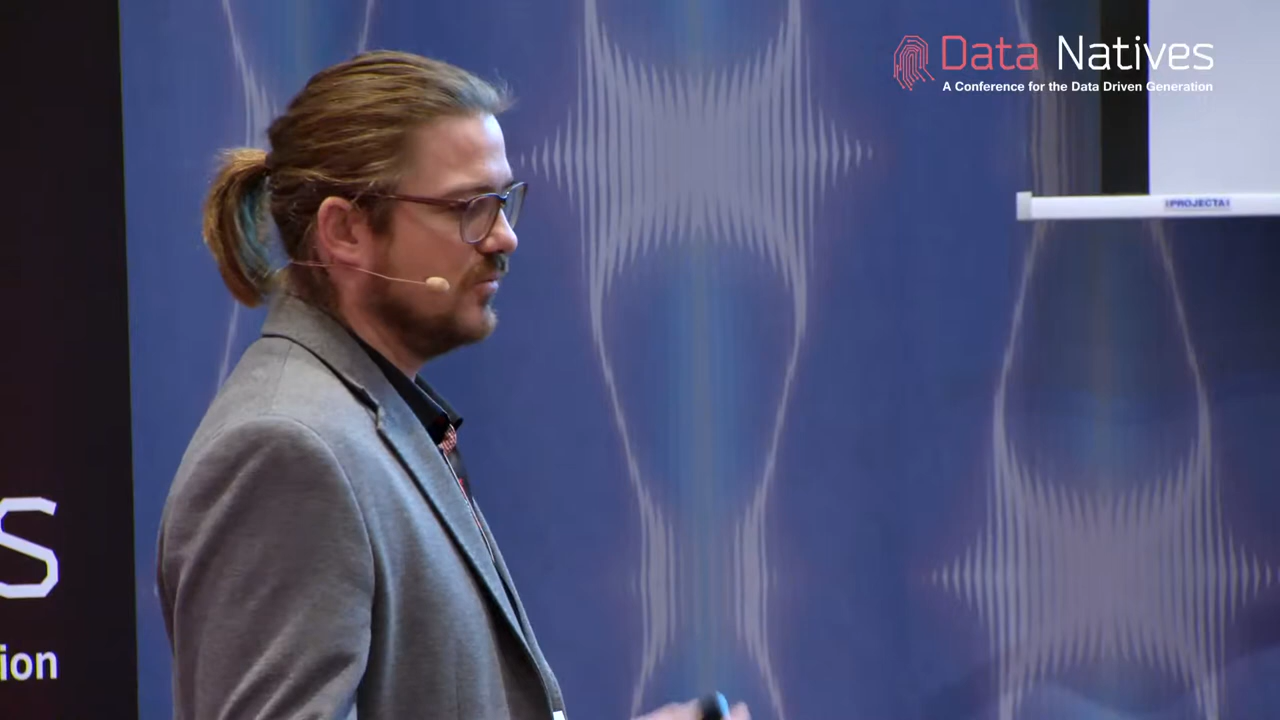 Data Natives
A Conference for the Data Driven Generation
PROJECTA
s
ion